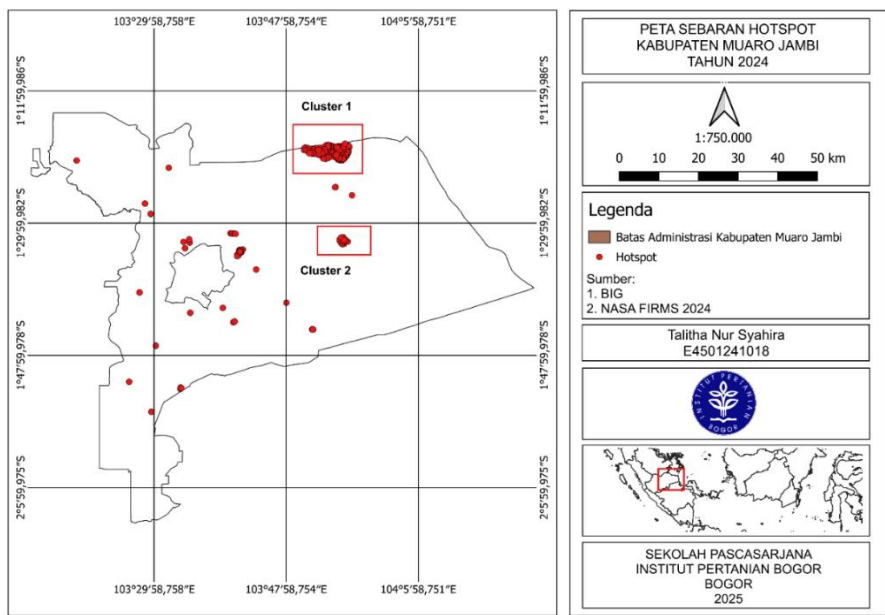 103°29'58,758"E 103°47'58,754"E 104°5'58,751"E
1°11'59,986"S
1°29'59,982"S
1°47'59,978"S
2°5'59,975"S
Cluster 1
Cluster 2
1°11'59,986"S
1°29'59,982"S
1°47'59,978"S
2°5'59,975"S
103°29'58,758"E 103°47'58,754"E 104°5'58,751"E
PETA SEBARAN HOTSPOT
KABUPATEN MUARO JAMBI
TAHUN 2024
1:750.000
0 10 20 30 40 50 km
Legenda
Batas Administrasi Kabupaten Muaro Jambi
Hotspot
Sumber:
1. BIG
2. NASA FIRMS 2024
Talitha Nur Syahira
E4501241018
INSTITUT PERTANIAN
BOGOR
SEKOLAH PASCASARJANA
INSTITUT PERTANIAN BOGOR
BOGOR
2025